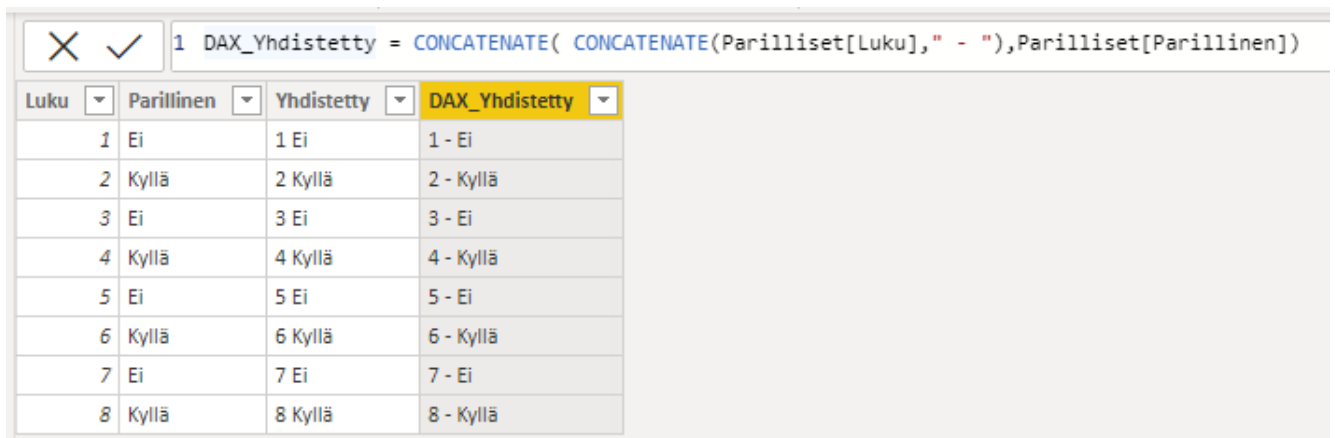 1 DAX_Yhdistetty = CONCATENATE( CONCATENATE(Parilliset[Luku]," - "),Parilliset[Parillinen])
Luku Parillinen Yhdistetty DAX_Yhdistetty
1 Ei 1 Ei 1 - Ei
2 Kyllä 2 Kyllä 2 - Kyllä
3 Ei 3 Ei 3 - Ei
4 Kyllä 4 Kyllä 4 - Kyllä
5 Ei 5 Ei 5 - Ei
6 Kyllä 6 Kyllä 6 - Kyllä
7 Ei 7 Ei 7 - Ei
8 Kyllä 8 Kyllä 8 - Kyllä